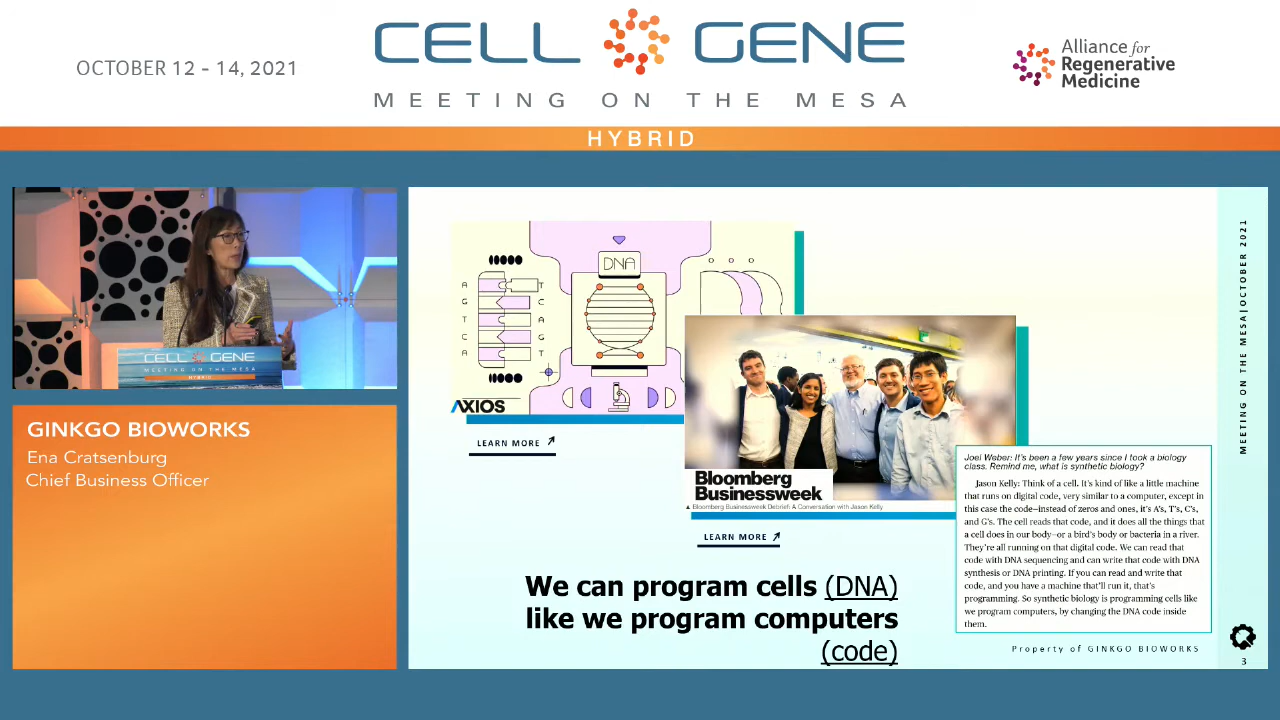 OCTOBER 12 - 14, 2021
CELL GENE
MEETING ON THE MESA
Alliance for
Regenerative
Medicine
HYBRID
CELL GENE
MEETING ON THE MESA
HYBRID
GINKGO BIOWORKS
Ena Cratsenburg
Chief Business Officer
DNA
A
G
T
C
A
T
C
A
G
T
AXIOS
LEARN MORE
Bloomberg
Businessweek
▲ Bloomberg Businessweek Debrief: A Conversation with Jason Kelly
LEARN MORE
Joel Weber: It's been a few years since I took a biology
class. Remind me, what is synthetic biology?
Jason Kelly: Think of a cell. It's kind of like a little machine
that runs on digital code, very similar to a computer, except in
this case the code—instead of zeros and ones, it's A's, T's, C's,
and G's. The cell reads that code, and it does all the things that
a cell does in our body—or a bird's body or bacteria in a river.
They're all running on that digital code. We can read that
code with DNA sequencing and can write that code with DNA
synthesis or DNA printing. If you can read and write that
code, and you have a machine that'll run it, that's
programming. So synthetic biology is programming cells like
we program computers, by changing the DNA code inside
them.
We can program cells (DNA)
like we program computers
(code)
Property of GINKGO BIOWORKS
MEETING ON THE MESA|OCTOBER 2021
3